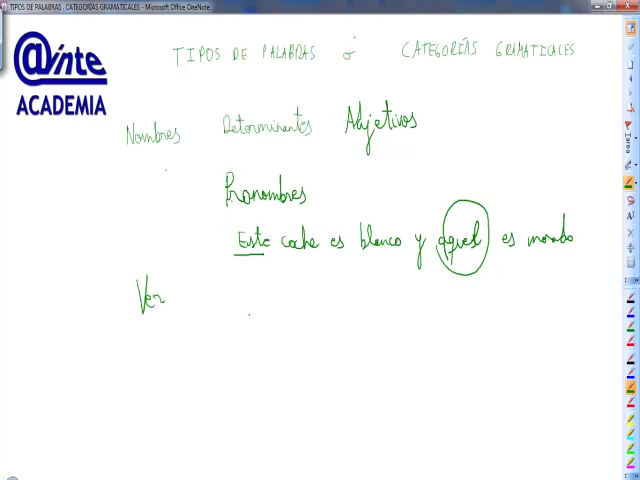 TIPOS DE PALABRAS . CATEGORÍAS GRAMATICALES - Microsoft Office OneNote
@inte
ACADEMIA
TIPOS DE PALABRAS o CATEGORÍAS GRAMATICALES
Nombres Determinantes Adjetivos
Pronombres
Este coche es blanco y aquel es morado
Ver
Tarea